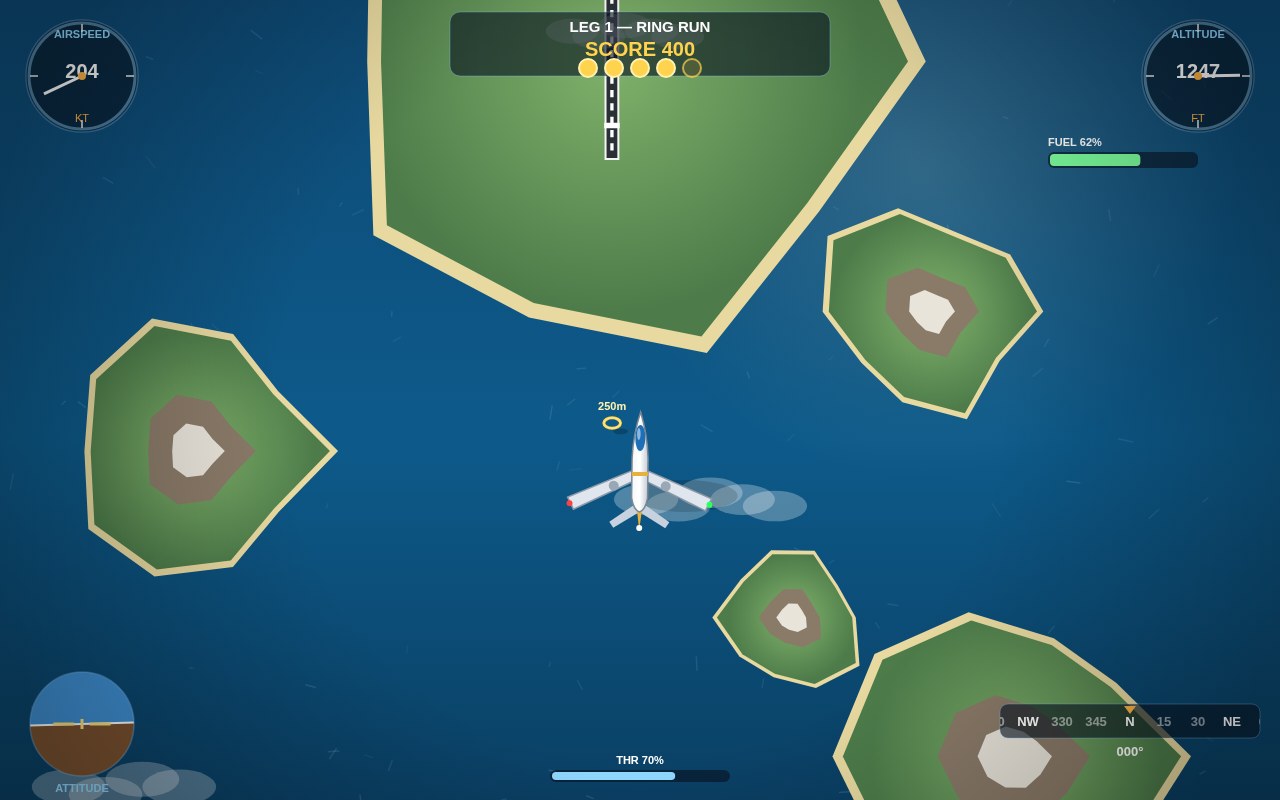 AIRSPEED
204
KT
LEG 1 — RING RUN
SCORE 400
ALTITUDE
1247
FT
FUEL 62%
250m
0 NW 330 345 N 15 30 NE
000°
THR 70%
ATTITUDE